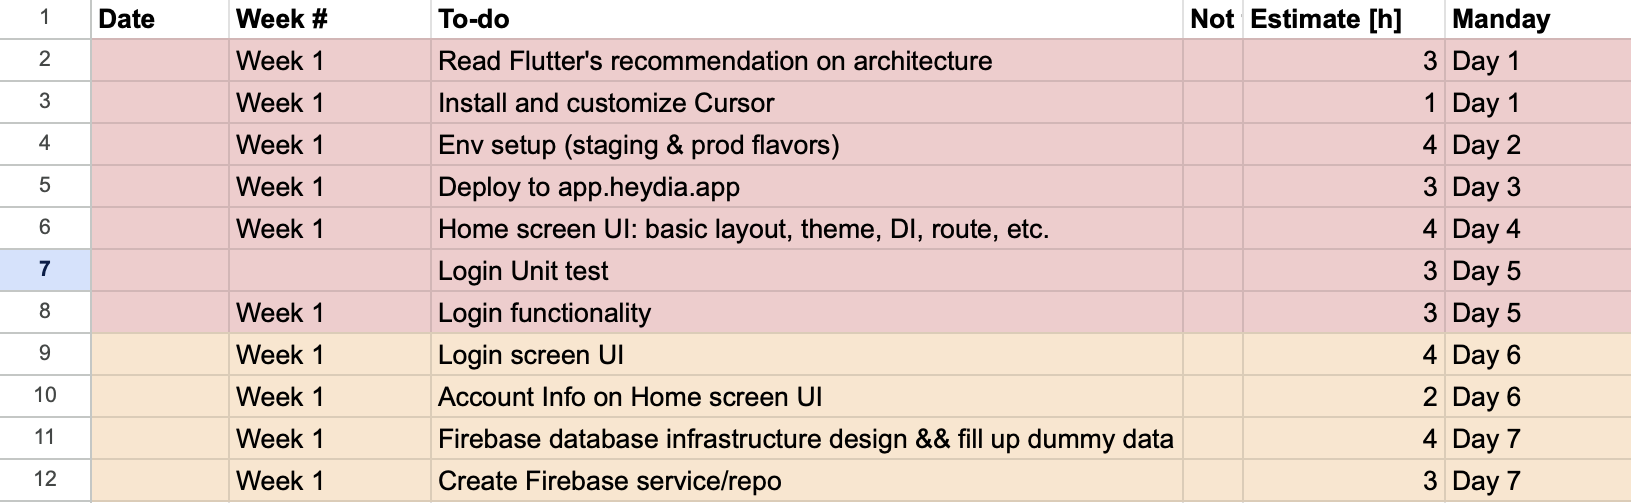 1 Date Week # To-do Not Estimate [h] Manday
2 Week 1 Read Flutter's recommendation on architecture 3 Day 1
3 Week 1 Install and customize Cursor 1 Day 1
4 Week 1 Env setup (staging & prod flavors) 4 Day 2
5 Week 1 Deploy to app.heydia.app 3 Day 3
6 Week 1 Home screen UI: basic layout, theme, DI, route, etc. 4 Day 4
7 Login Unit test 3 Day 5
8 Week 1 Login functionality 3 Day 5
9 Week 1 Login screen UI 4 Day 6
10 Week 1 Account Info on Home screen UI 2 Day 6
11 Week 1 Firebase database infrastructure design && fill up dummy data 4 Day 7
12 Week 1 Create Firebase service/repo 3 Day 7